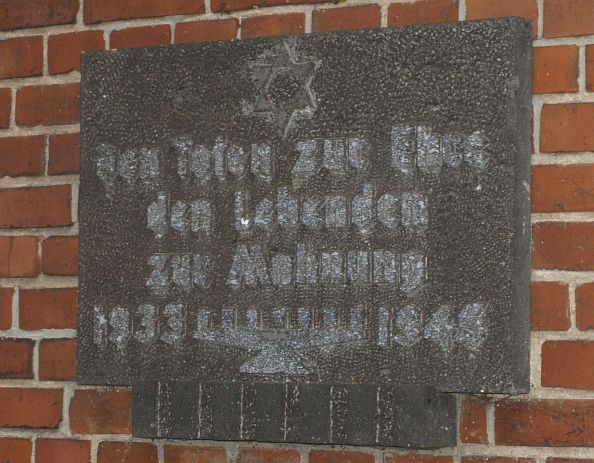 Den Toten zur Ehre
den Lebenden
zur Mahnung
1933 1945